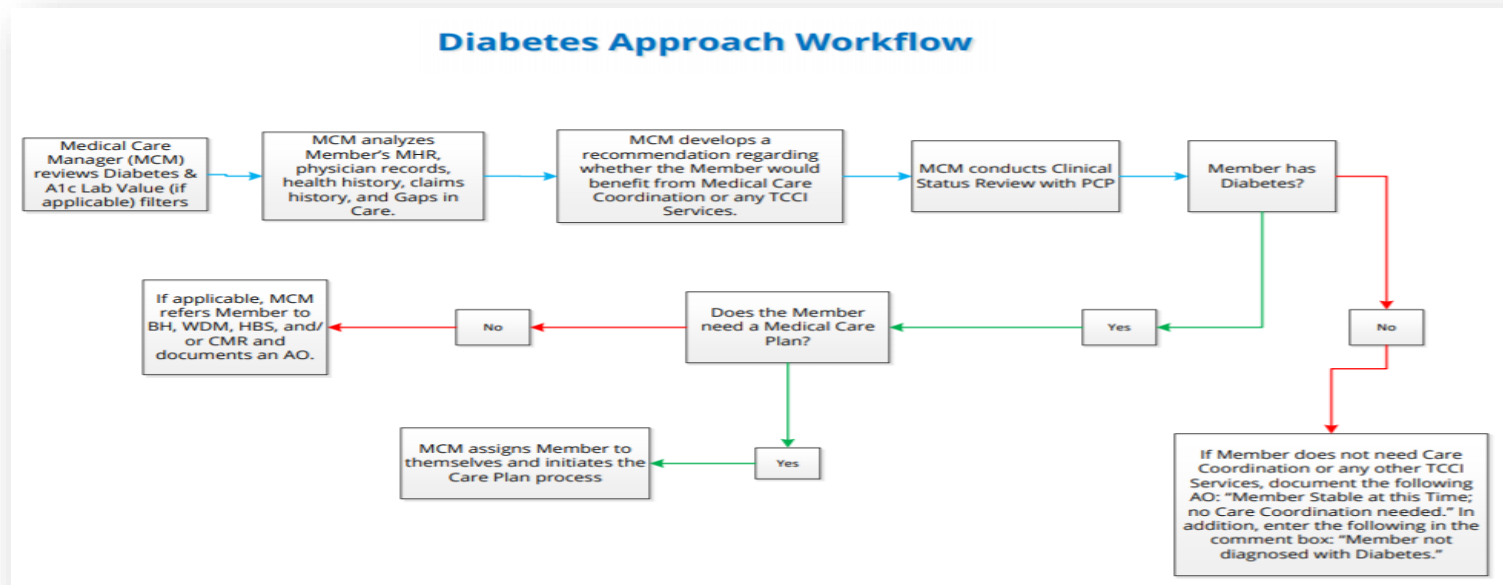 Diabetes Approach Workflow
Medical Care
Manager (MCM)
reviews Diabetes &
A1c Lab Value (if
applicable) filters
MCM analyzes
Member's MHR,
physician records,
health history, claims
history, and Gaps in
Care.
MCM develops a
recommendation regarding
whether the Member would
benefit from Medical Care
Coordination or any TCCI
Services.
MCM conducts Clinical
Status Review with PCP
Member has
Diabetes?
If applicable, MCM
refers Member to
BH, WDM, HBS, and/
or CMR and
documents an AO.
No
Does the Member
need a Medical Care
Plan?
Yes
No
MCM assigns Member to
themselves and initiates the
Care Plan process
Yes
If Member does not need Care
Coordination or any other TCCI
Services, document the following
AO: “Member Stable at this Time;
no Care Coordination needed.” In
addition, enter the following in the
comment box: “Member not
diagnosed with Diabetes.”